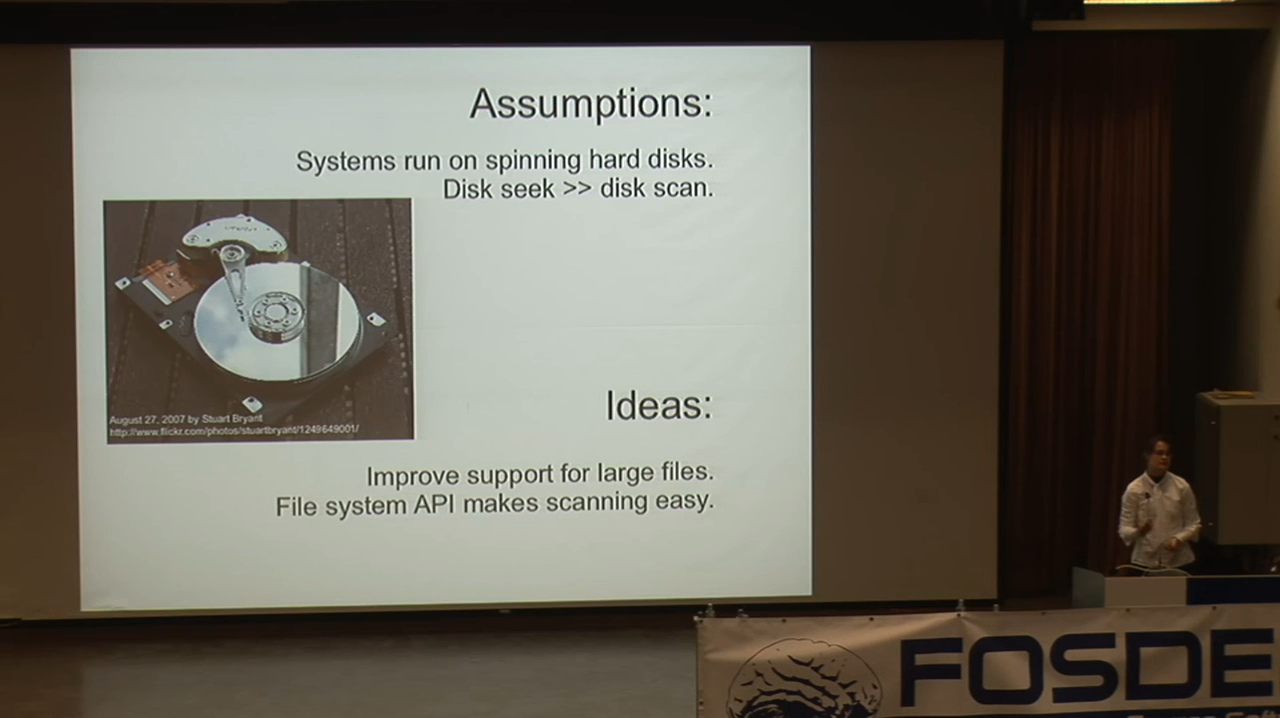 Assumptions:
Systems run on spinning hard disks.
Disk seek >> disk scan.
August 27, 2007 by Stuart Bryant
http://www.flickr.com/photos/stuartbryant/1249649001/
Ideas:
Improve support for large files.
File system API makes scanning easy.
FOSDE